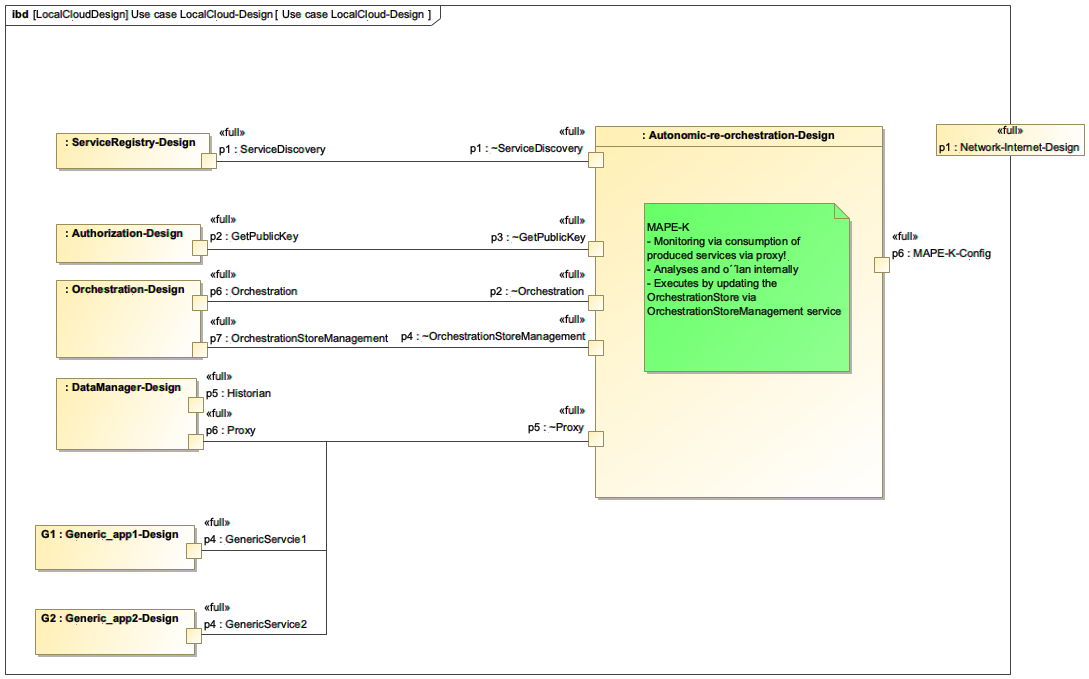 ibd [LocalCloudDesign] Use case LocalCloud-Design [ Use case LocalCloud-Design ]
«full»
p1 : Network-Internet-Design
: ServiceRegistry-Design
«full»
p1 : ServiceDiscovery
«full»
p1 : ~ServiceDiscovery
: Autonomic-re-orchestration-Design
: Authorization-Design
«full»
p2 : GetPublicKey
«full»
p3 : ~GetPublicKey
MAPE-K
- Monitoring via consumption of
produced services via proxy!
- Analyses and o´´lan internally
- Executes by updating the
OrchestrationStore via
OrchestrationStoreManagement service
«full»
p6 : MAPE-K-Config
: Orchestration-Design
«full»
p6 : Orchestration
«full»
p2 : ~Orchestration
«full»
p7 : OrchestrationStoreManagement
«full»
p4 : ~OrchestrationStoreManagement
: DataManager-Design
«full»
p5 : Historian
«full»
p6 : Proxy
«full»
p5 : ~Proxy
G1 : Generic_app1-Design
«full»
p4 : GenericServcie1
G2 : Generic_app2-Design
«full»
p4 : GenericService2